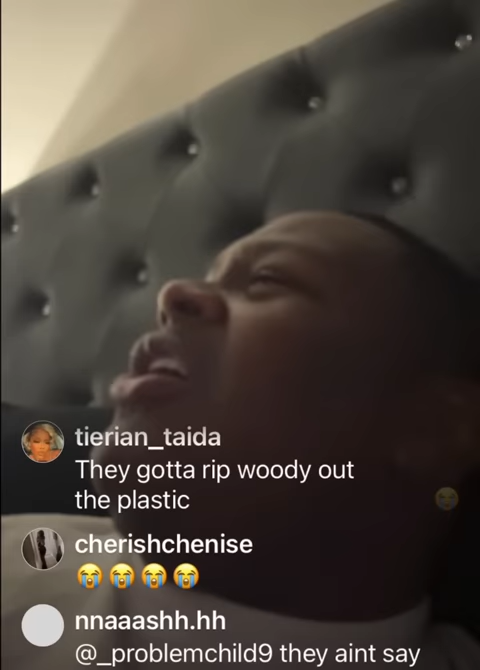 tierian_taida
They gotta rip woody out
the plastic
cherishchenise
😭😭😭😭
nnaaashh.hh
@_problemchild9 they aint say